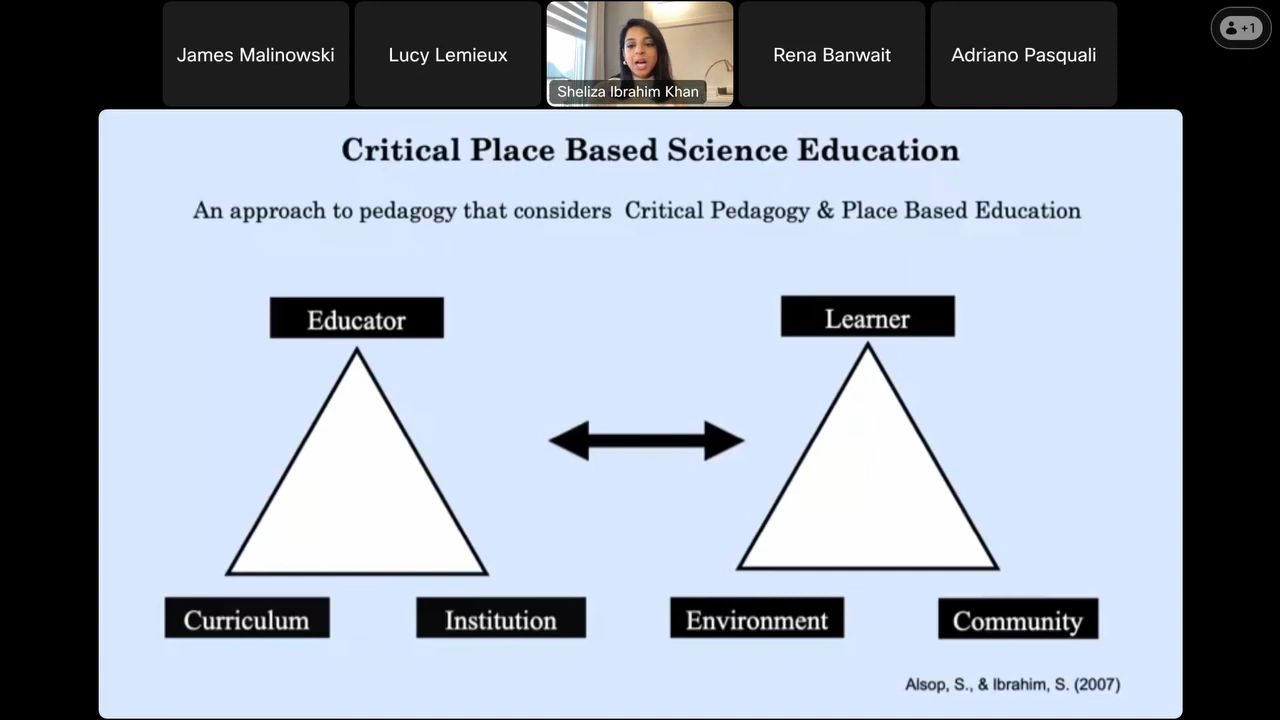 James Malinowski
Lucy Lemieux
Sheliza Ibrahim Khan
Rena Banwait
Adriano Pasquali
+1
Critical Place Based Science Education
An approach to pedagogy that considers  Critical Pedagogy & Place Based Education
Educator
Learner
Curriculum
Institution
Environment
Community
Alsop, S., & Ibrahim, S. (2007)